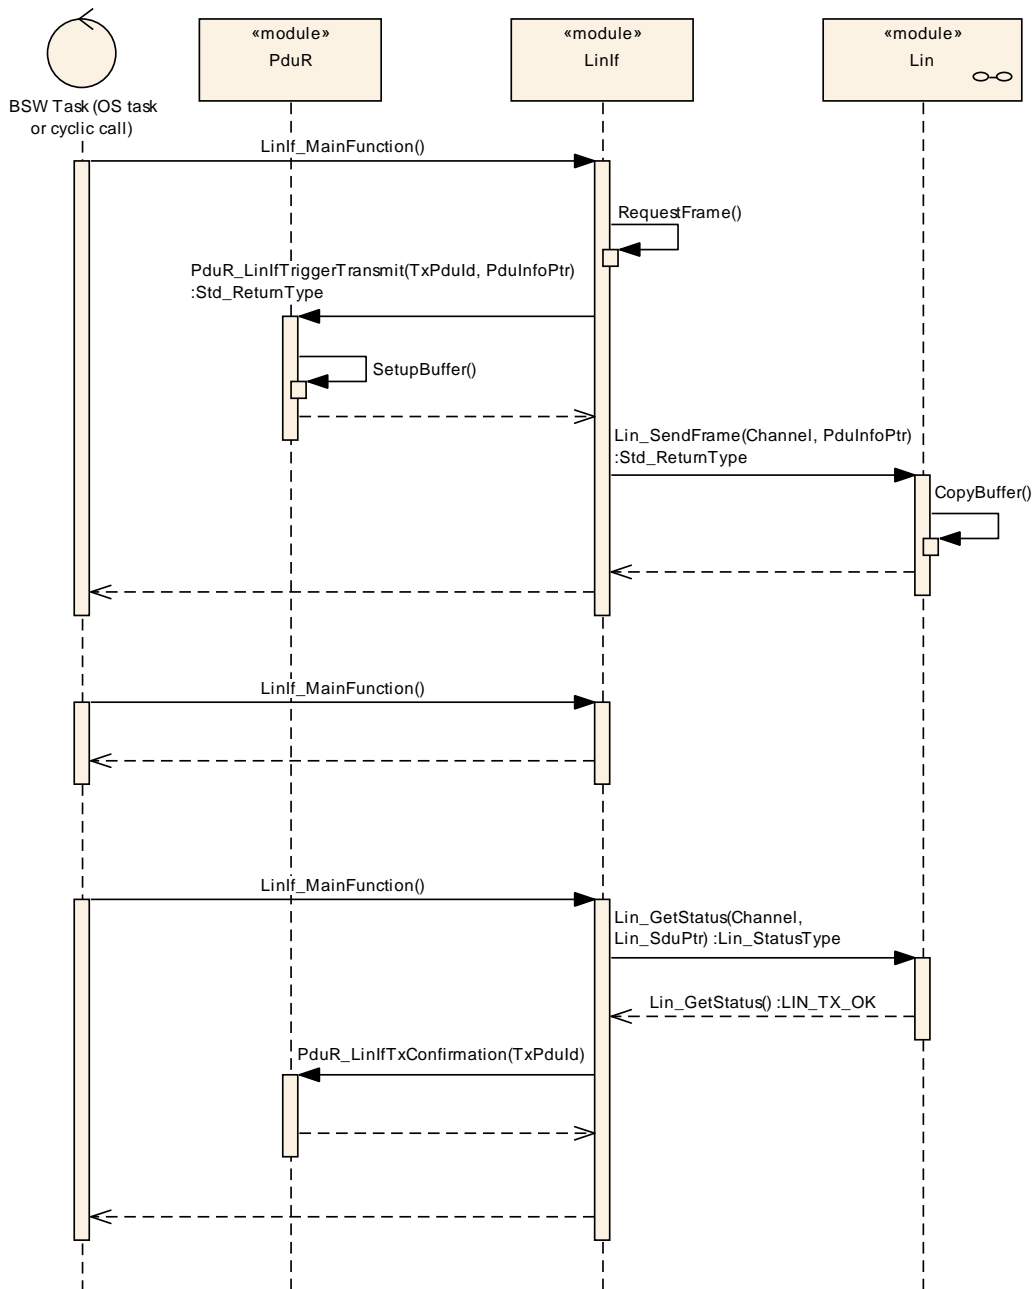 «module»
PduR
«module»
LinIf
«module»
Lin
BSW Task (OS task
or cyclic call)
LinIf_MainFunction()
RequestFrame()
PduR_LinIfTriggerTransmit(TxPduId, PduInfoPtr)
:Std_ReturnType
SetupBuffer()
Lin_SendFrame(Channel, PduInfoPtr)
:Std_ReturnType
CopyBuffer()
LinIf_MainFunction()
LinIf_MainFunction()
Lin_GetStatus(Channel,
Lin_SduPtr) :Lin_StatusType
Lin_GetStatus() :LIN_TX_OK
PduR_LinIfTxConfirmation(TxPduId)